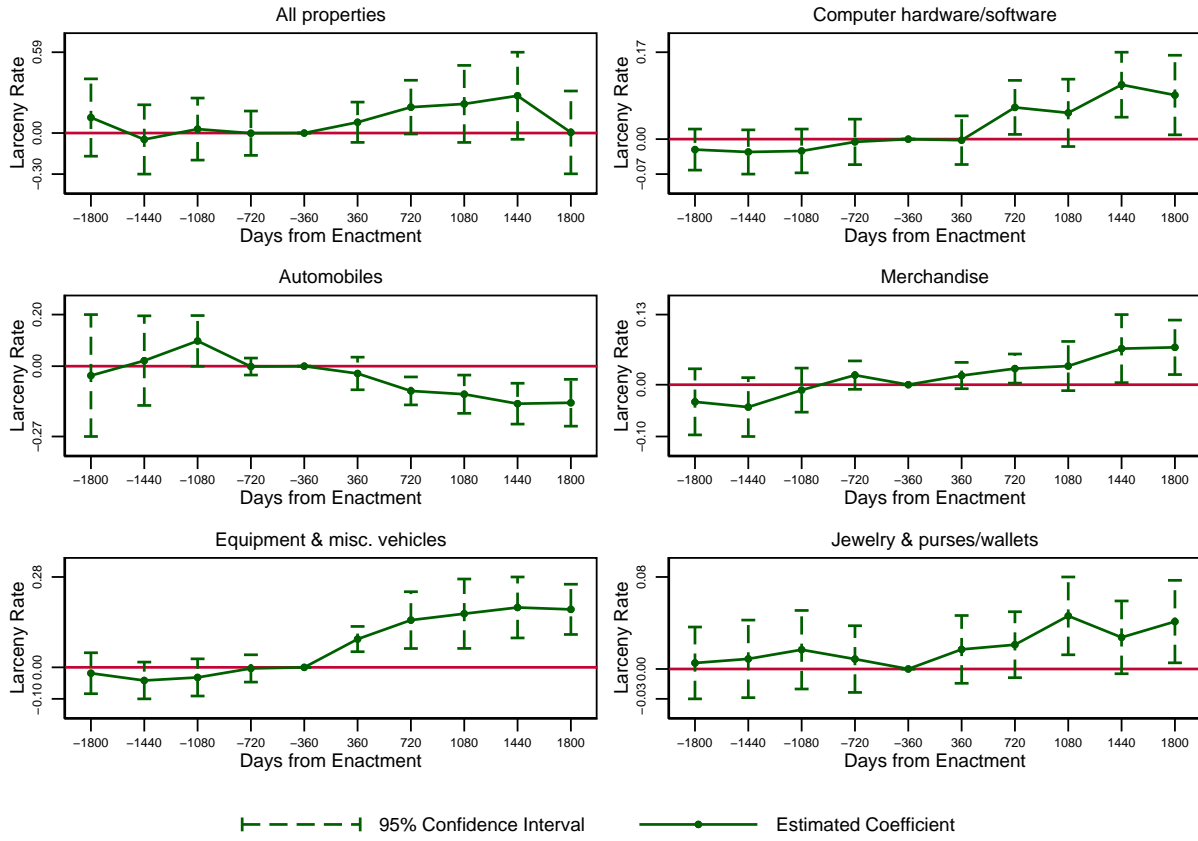 All properties
Larceny Rate
0.59
0.00
−0.30
−1800 −1440 −1080 −720 −360 360 720 1080 1440 1800
Days from Enactment
Computer hardware/software
Larceny Rate
0.17
0.00
−0.07
−1800 −1440 −1080 −720 −360 360 720 1080 1440 1800
Days from Enactment
Automobiles
Larceny Rate
0.20
0.00
−0.27
−1800 −1440 −1080 −720 −360 360 720 1080 1440 1800
Days from Enactment
Merchandise
Larceny Rate
0.13
0.00
−0.10
−1800 −1440 −1080 −720 −360 360 720 1080 1440 1800
Days from Enactment
Equipment & misc. vehicles
Larceny Rate
0.28
0.00
−0.10
−1800 −1440 −1080 −720 −360 360 720 1080 1440 1800
Days from Enactment
Jewelry & purses/wallets
Larceny Rate
0.08
0.00
−0.03
−1800 −1440 −1080 −720 −360 360 720 1080 1440 1800
Days from Enactment
95% Confidence Interval
Estimated Coefficient